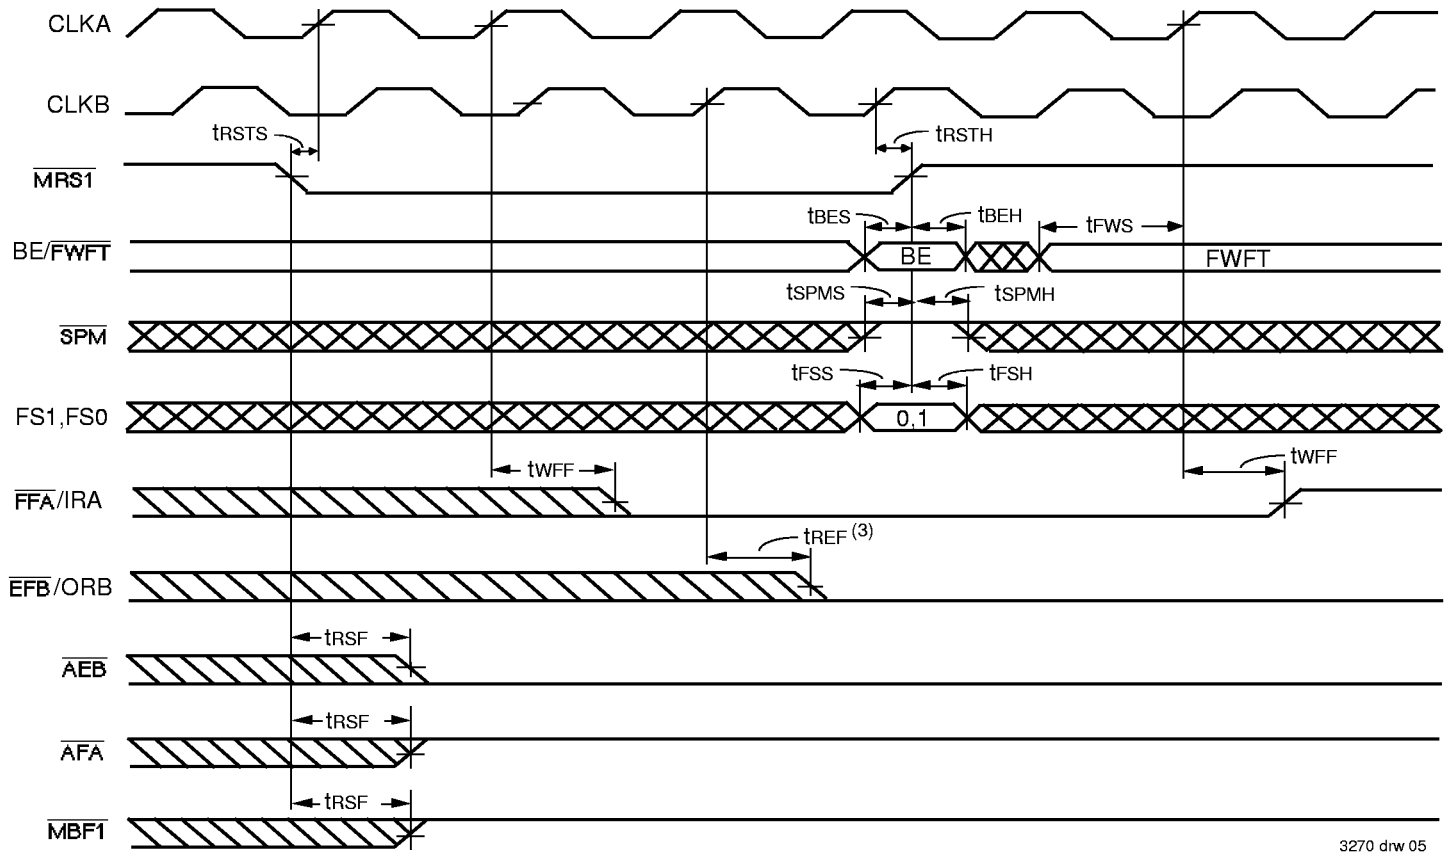 CLKA
CLKB
tRSTS
tRSTH
MRS1
tBES
tBEH
tFWS
BE/FWFT
BE
FWFT
tSPMS
tSPMH
SPM
tFSS
tFSH
FS1,FS0
0,1
tWFF
tWFF
FFA/IRA
tREF (3)
EFB/ORB
tRSF
AEB
tRSF
AFA
tRSF
MBF1
3270 drw 05